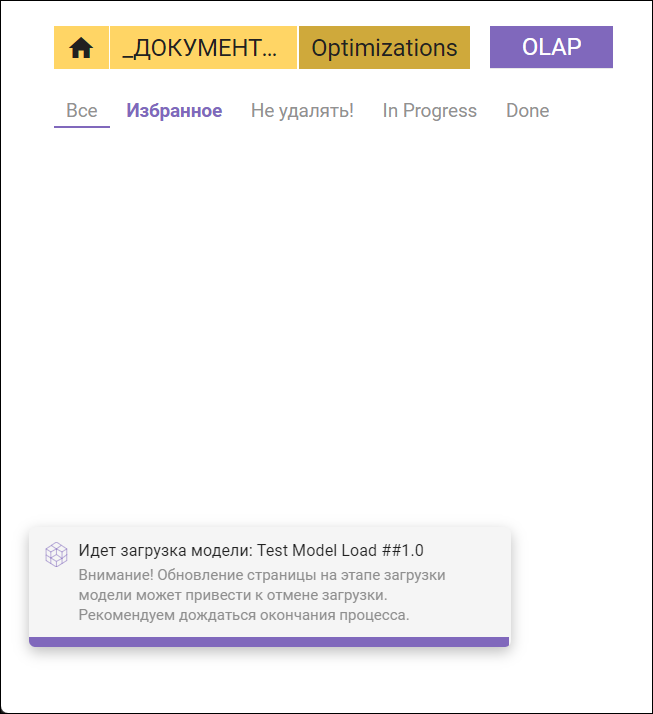 _ДОКУМЕНТ... Optimizations OLAP
Все Избранное Не удалять! In Progress Done
Идет загрузка модели: Test Model Load ##1.0
Внимание! Обновление страницы на этапе загрузки
модели может привести к отмене загрузки.
Рекомендуем дождаться окончания процесса.